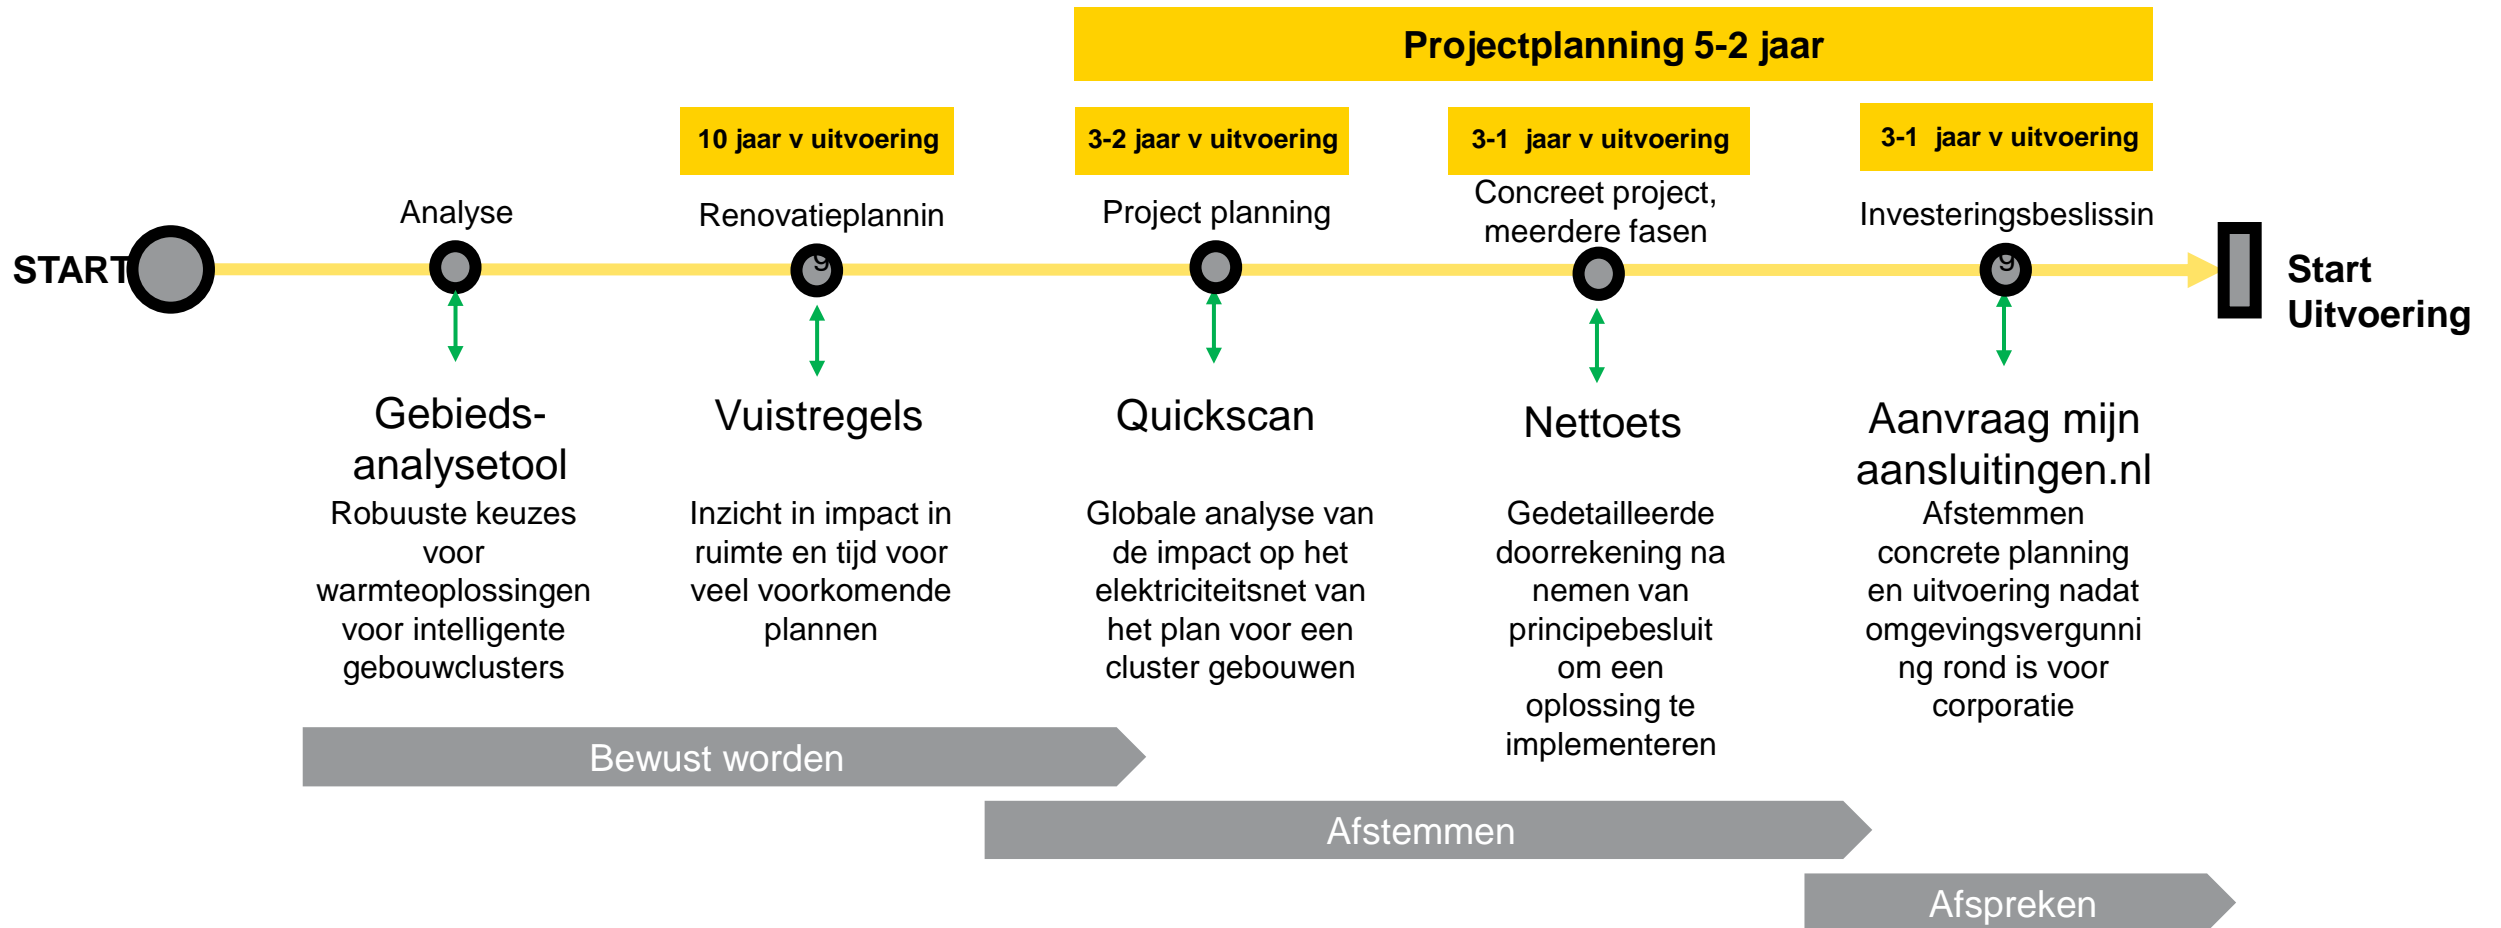 Projectplanning 5-2 jaar
10 jaar v uitvoering
3-2 jaar v uitvoering
3-1 jaar v uitvoering
3-1 jaar v uitvoering
Analyse
Renovatieplannin
g
Project planning
Concreet project,
meerdere fasen
Investeringsbeslissin
g
START
Start
Uitvoering
Gebieds-
analysetool
Robuuste keuzes
voor
warmteoplossingen
voor intelligente
gebouwclusters
Vuistregels
Inzicht in impact in
ruimte en tijd voor
veel voorkomende
plannen
Quickscan
Globale analyse van
de impact op het
elektriciteitsnet van
het plan voor een
cluster gebouwen
Nettoets
Gedetailleerde
doorrekening na
nemen van
principebesluit
om een
oplossing te
implementeren
Aanvraag mijn
aansluitingen.nl
Afstemmen
concrete planning
en uitvoering nadat
omgevingsvergunni
ng rond is voor
corporatie
Bewust worden
Afstemmen
Afspreken